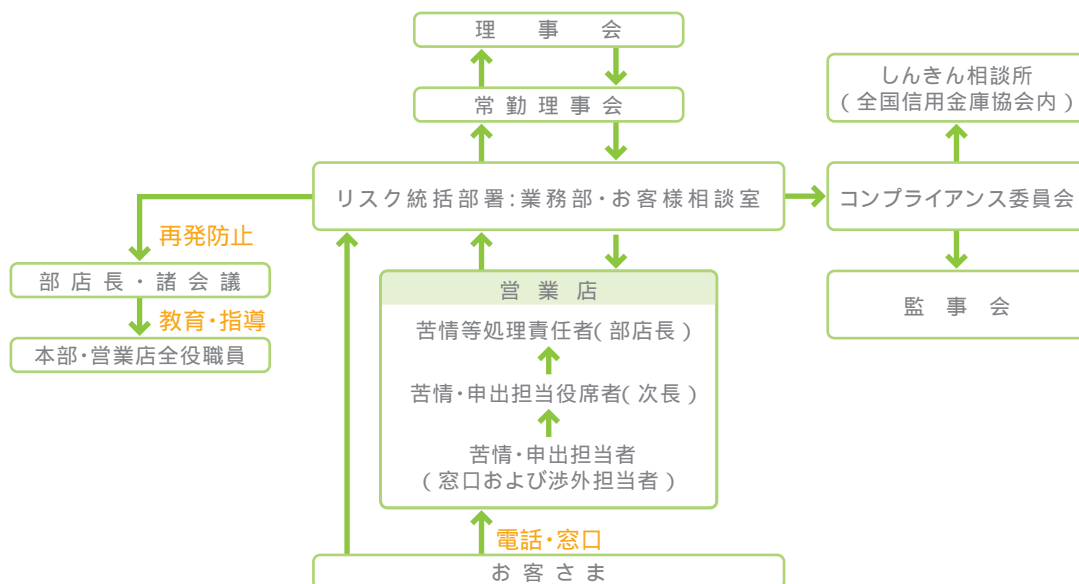 理事会
常勤理事会
しんきん相談所
(全国信用金庫協会内)
リスク統括部署:業務部・お客様相談室
コンプライアンス委員会
再発防止
部店長・諸会議
教育・指導
本部・営業店全役職員
監事会
営業店
苦情等処理責任者(部店長)
苦情・申出担当役席者(次長)
苦情・申出担当者
(窓口および渉外担当者)
電話・窓口
お客さま